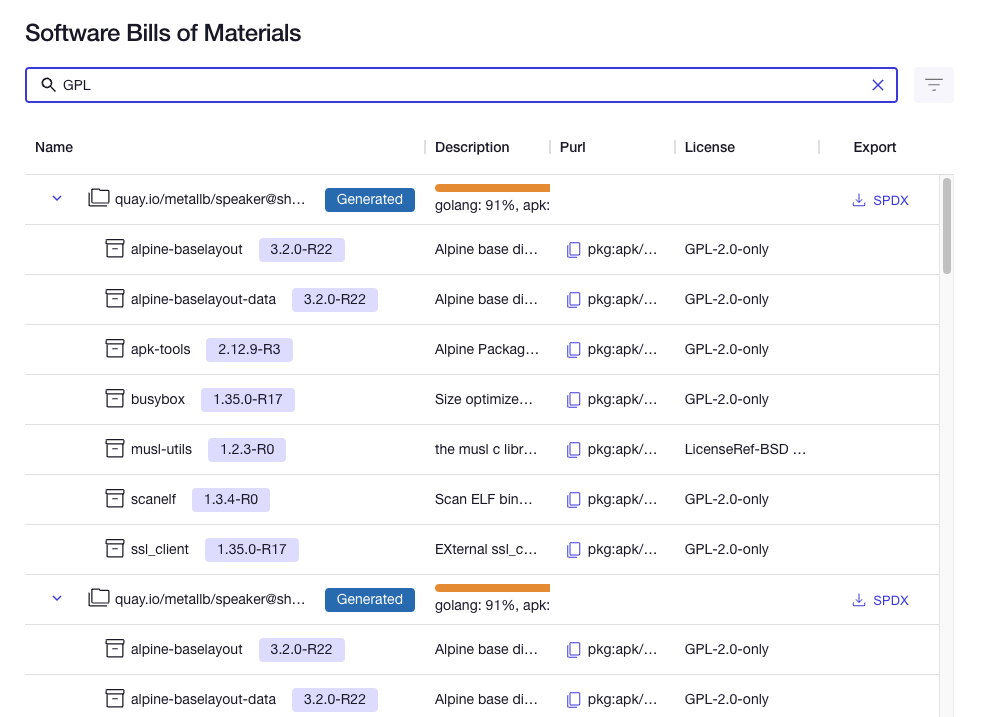 Software Bills of Materials
GPL
Name Description Purl License Export
quay.io/metallb/speaker@sh... Generated golang: 91%, apk: SPDX
alpine-baselayout 3.2.0-R22 Alpine base di... pkg:apk/... GPL-2.0-only
alpine-baselayout-data 3.2.0-R22 Alpine base di... pkg:apk/... GPL-2.0-only
apk-tools 2.12.9-R3 Alpine Packag... pkg:apk/... GPL-2.0-only
busybox 1.35.0-R17 Size optimize... pkg:apk/... GPL-2.0-only
musl-utils 1.2.3-R0 the musl c libr... pkg:apk/... LicenseRef-BSD ...
scanelf 1.3.4-R0 Scan ELF bin... pkg:apk/... GPL-2.0-only
ssl_client 1.35.0-R17 EXternal ssl_c... pkg:apk/... GPL-2.0-only
quay.io/metallb/speaker@sh... Generated golang: 91%, apk: SPDX
alpine-baselayout 3.2.0-R22 Alpine base di... pkg:apk/... GPL-2.0-only
alpine-baselayout-data 3.2.0-R22 Alpine base di... pkg:apk/... GPL-2.0-only